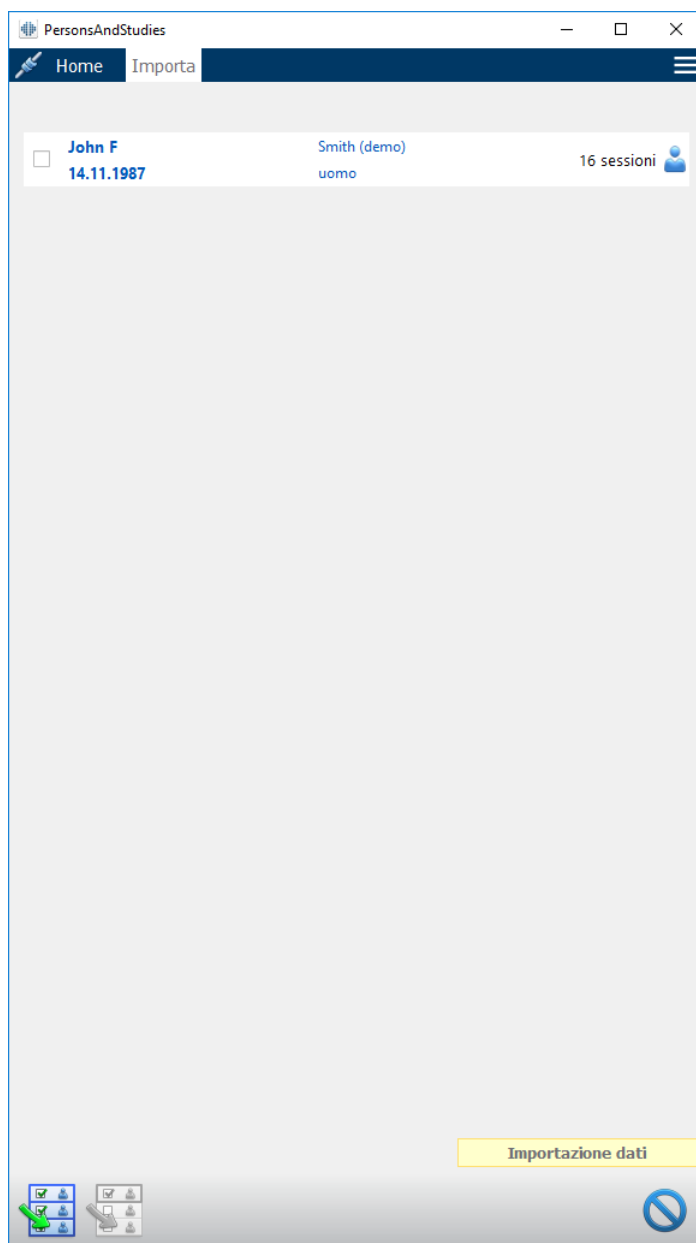 PersonsAndStudies
Home Importa
John F Smith (demo)
14.11.1987 uomo
16 sessioni
Importazione dati